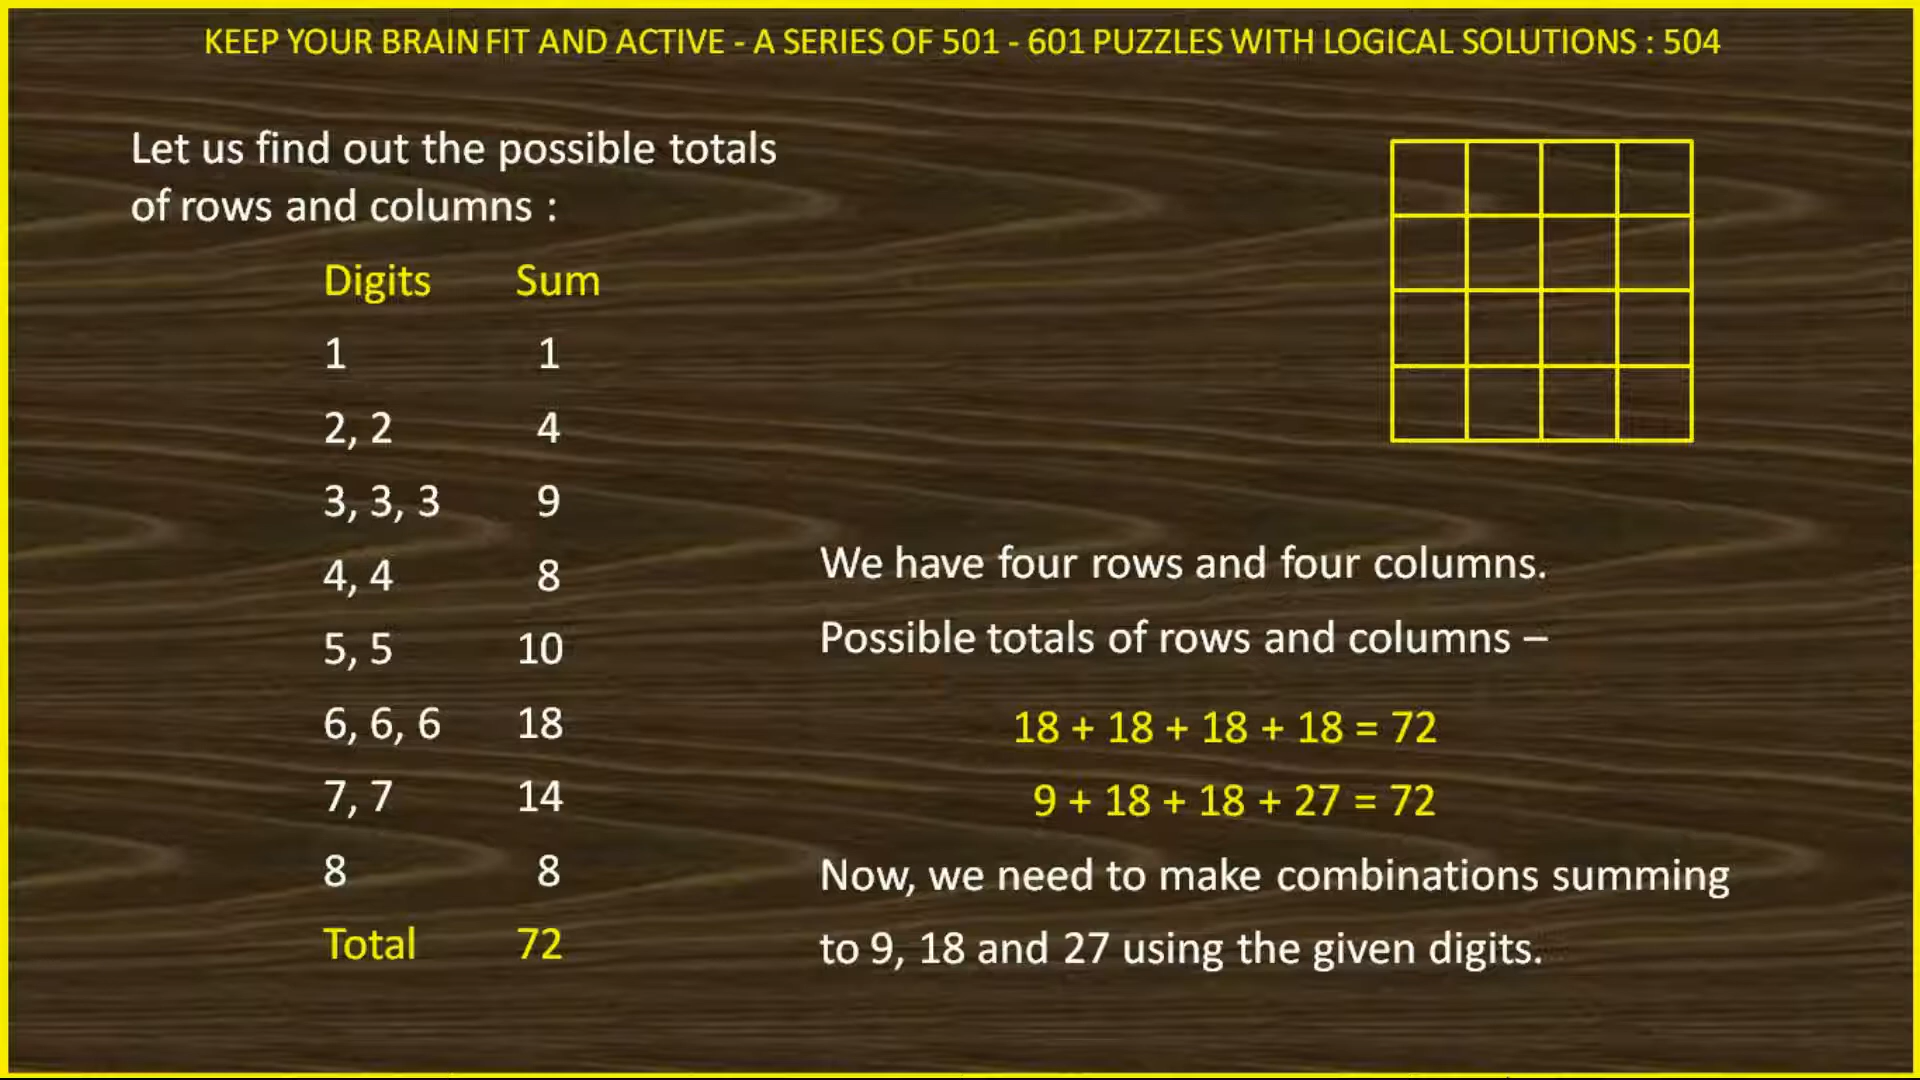 KEEP YOUR BRAIN FIT AND ACTIVE - A SERIES OF 501 - 601 PUZZLES WITH LOGICAL SOLUTIONS : 504
Let us find out the possible totals
of rows and columns :
Digits Sum
1 1
2, 2 4
3, 3, 3 9
4, 4 8
5, 5 10
6, 6, 6 18
7, 7 14
8 8
Total 72
We have four rows and four columns.
Possible totals of rows and columns –
18 + 18 + 18 + 18 = 72
9 + 18 + 18 + 27 = 72
Now, we need to make combinations summing
to 9, 18 and 27 using the given digits.